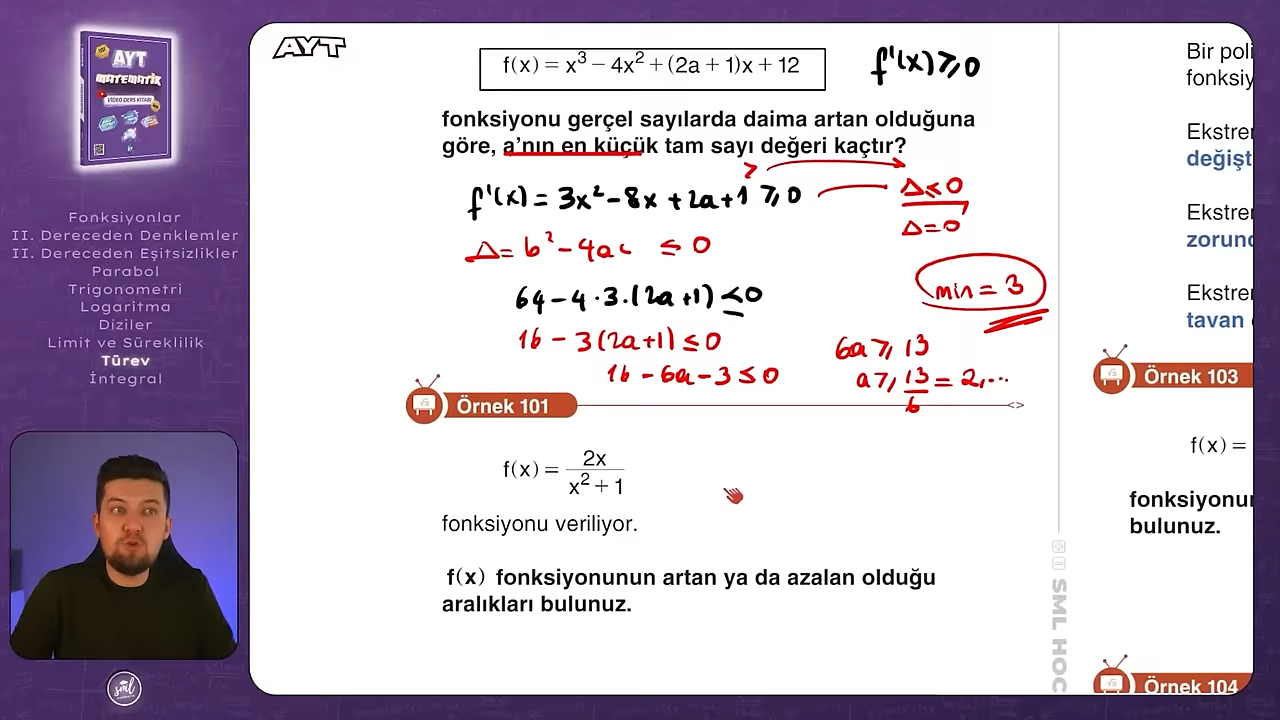 AYT
MATEMATİK
VİDEO DERS KİTABI
Fonksiyonlar
II. Dereceden Denklemler
II. Dereceden Eşitsizlikler
Parabol
Trigonometri
Logaritma
Diziler
Limit ve Süreklilik
Türev
İntegral
sml
AYT
f(x) = x³ − 4x² + (2a + 1)x + 12
f'(x) ⩾ 0
fonksiyonu gerçel sayılarda daima artan olduğuna
göre, a'nın en küçük tam sayı değeri kaçtır?
>
f'(x) = 3x² − 8x + 2a + 1 ⩾ 0
Δ ≤ 0
Δ = 0
Δ = b² − 4ac ≤ 0
64 − 4 · 3 . (2a + 1) ≤ 0
min = 3
16 − 3(2a + 1) ≤ 0
16 − 6a − 3 ≤ 0
6a ⩾ 13
a ⩾ 13/6 = 2,...
Örnek 101
<>
f(x) = 2x / x² + 1
fonksiyonu veriliyor.
f(x) fonksiyonunun artan ya da azalan olduğu
aralıkları bulunuz.
SML HOC
Bir poli
fonksiy
Ekstrer
değişt
Ekstrer
zorund
Ekstrer
tavan
Örnek 103
f(x) =
fonksiyonur
bulunuz.
Örnek 104